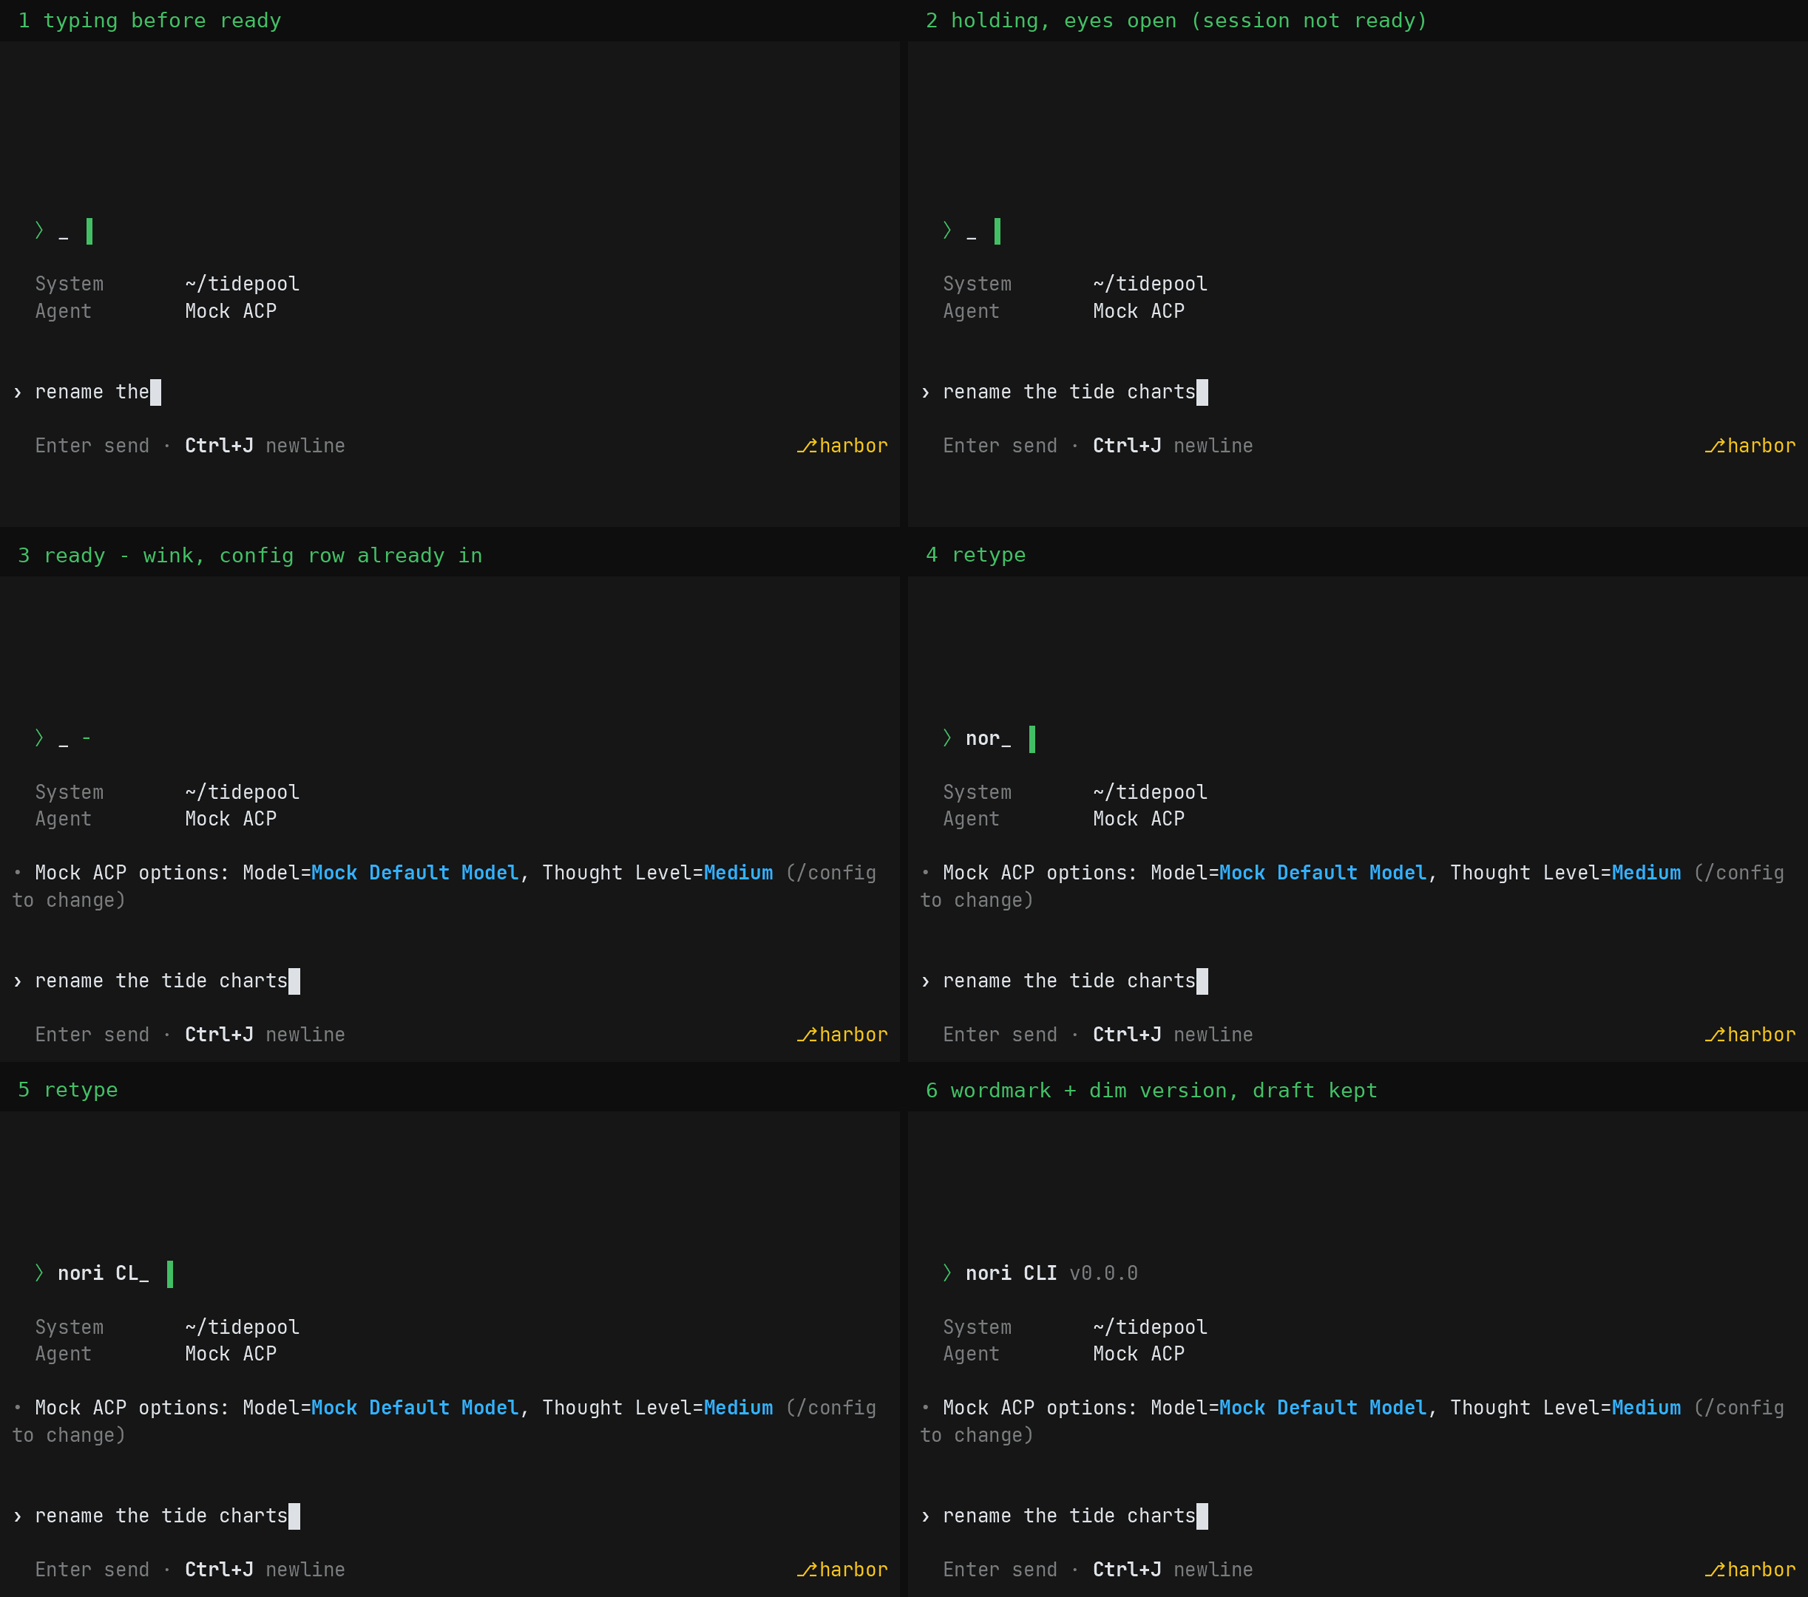 1 typing before ready
〉 _ ▌
System ~/tidepool
Agent Mock ACP
› rename the
Enter send · Ctrl+J newline ⎇harbor
2 holding, eyes open (session not ready)
〉 _ ▌
System ~/tidepool
Agent Mock ACP
› rename the tide charts
Enter send · Ctrl+J newline ⎇harbor
3 ready - wink, config row already in
〉 _ -
System ~/tidepool
Agent Mock ACP
• Mock ACP options: Model=Mock Default Model, Thought Level=Medium (/config
to change)
› rename the tide charts
Enter send · Ctrl+J newline ⎇harbor
4 retype
〉 nor_ ▌
System ~/tidepool
Agent Mock ACP
• Mock ACP options: Model=Mock Default Model, Thought Level=Medium (/config
to change)
› rename the tide charts
Enter send · Ctrl+J newline ⎇harbor
5 retype
〉 nori CL_ ▌
System ~/tidepool
Agent Mock ACP
• Mock ACP options: Model=Mock Default Model, Thought Level=Medium (/config
to change)
› rename the tide charts
Enter send · Ctrl+J newline ⎇harbor
6 wordmark + dim version, draft kept
〉 nori CLI v0.0.0
System ~/tidepool
Agent Mock ACP
• Mock ACP options: Model=Mock Default Model, Thought Level=Medium (/config
to change)
› rename the tide charts
Enter send · Ctrl+J newline ⎇harbor